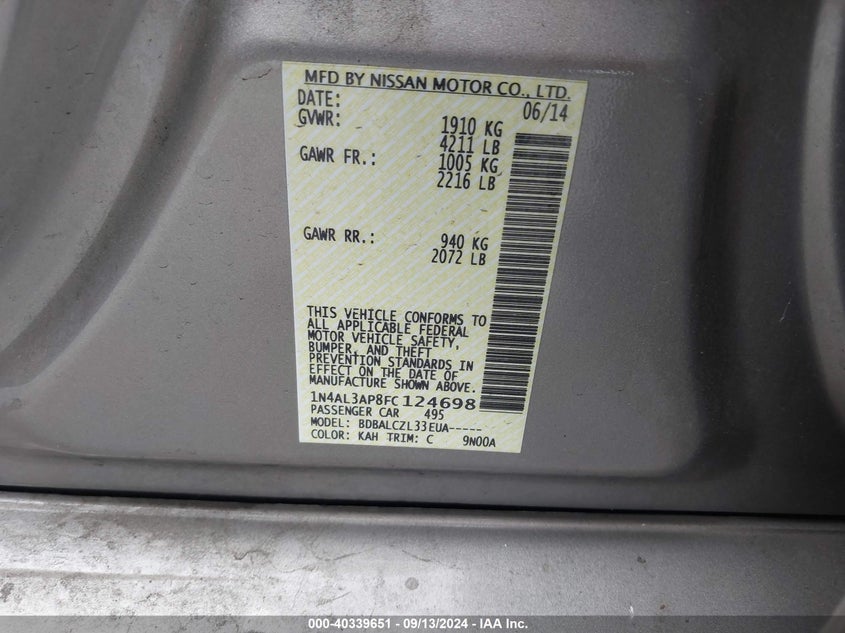 MFD BY NISSAN MOTOR CO., LTD.
DATE: 06/14
GVWR: 1910 KG
4211 LB
GAWR FR.: 1005 KG
2216 LB
GAWR RR.: 940 KG
2072 LB
THIS VEHICLE CONFORMS TO
ALL APPLICABLE FEDERAL
MOTOR VEHICLE SAFETY,
BUMPER, AND THEFT
PREVENTION STANDARDS IN
EFFECT ON THE DATE OF
MANUFACTURE SHOWN ABOVE.
1N4AL3AP8FC124698
PASSENGER CAR 495
MODEL: BDBALCZL33EUA-----
COLOR: KAH TRIM: C 9N00A
000-40339651 - 09/13/2024 - IAA Inc.